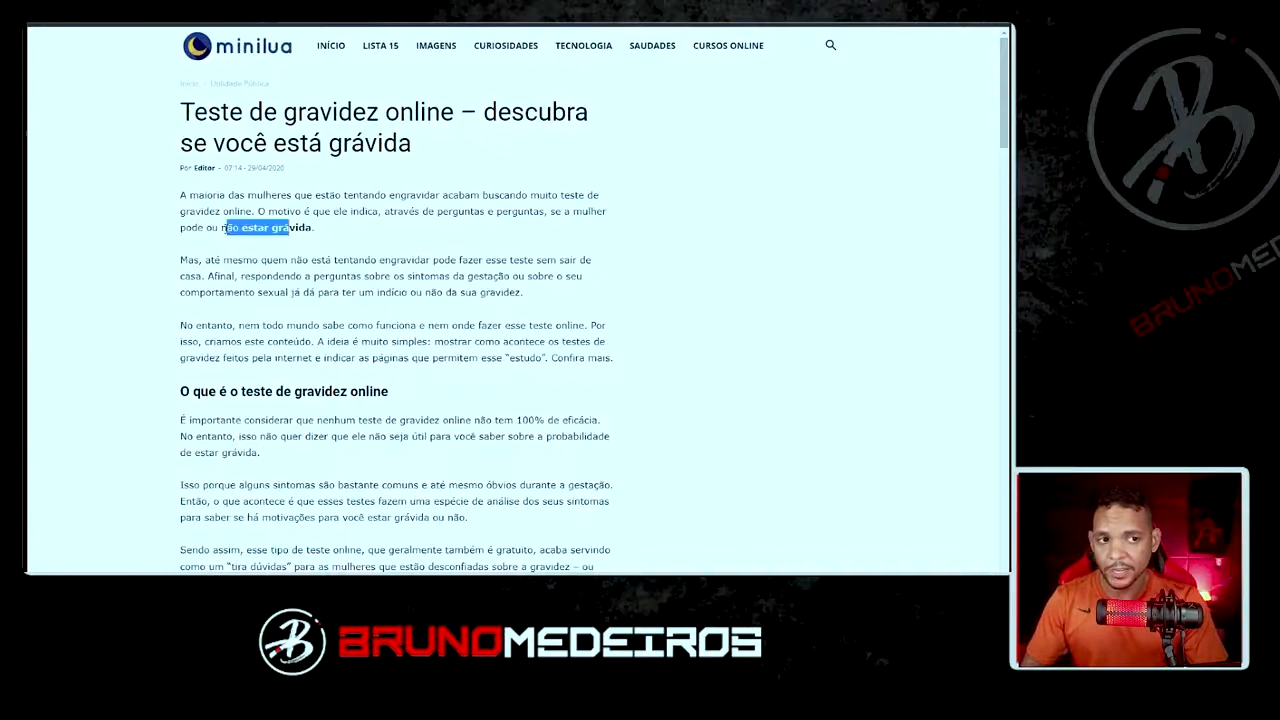 minilua INÍCIO LISTA 15 IMAGENS CURIOSIDADES TECNOLOGIA SAUDADES CURSOS ONLINE
Início Utilidade Pública
Teste de gravidez online – descubra
se você está grávida
Por Editor - 07:14 - 29/04/2020
A maioria das mulheres que estão tentando engravidar acabam buscando muito teste de
gravidez online. O motivo é que ele indica, através de perguntas e perguntas, se a mulher
pode ou não estar grávida.
Mas, até mesmo quem não está tentando engravidar pode fazer esse teste sem sair de
casa. Afinal, respondendo a perguntas sobre os sintomas da gestação ou sobre o seu
comportamento sexual já dá para ter um indício ou não da sua gravidez.
No entanto, nem todo mundo sabe como funciona e nem onde fazer esse teste online. Por
isso, criamos este conteúdo. A ideia é muito simples: mostrar como acontece os testes de
gravidez feitos pela internet e indicar as páginas que permitem esse “estudo”. Confira mais.
O que é o teste de gravidez online
É importante considerar que nenhum teste de gravidez online não tem 100% de eficácia.
No entanto, isso não quer dizer que ele não seja útil para você saber sobre a probabilidade
de estar grávida.
Isso porque alguns sintomas são bastante comuns e até mesmo óbvios durante a gestação.
Então, o que acontece é que esses testes fazem uma espécie de análise dos seus sintomas
para saber se há motivações para você estar grávida ou não.
Sendo assim, esse tipo de teste online, que geralmente também é gratuito, acaba servindo
como um “tira dúvidas” para as mulheres que estão desconfiadas sobre a gravidez – ou
B
BRUNOME
B BRUNOMEDEIROS